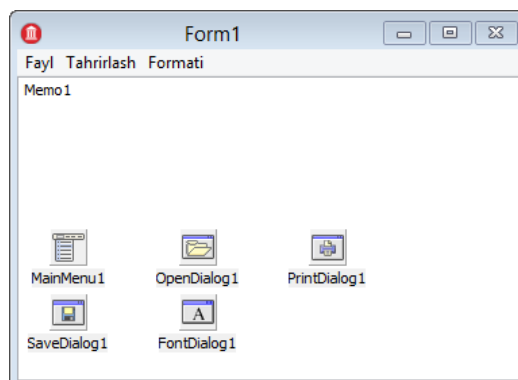 Form1
Fayl Tahrirlash Formati
Memo1
MainMenu1 OpenDialog1 PrintDialog1
A
SaveDialog1 FontDialog1